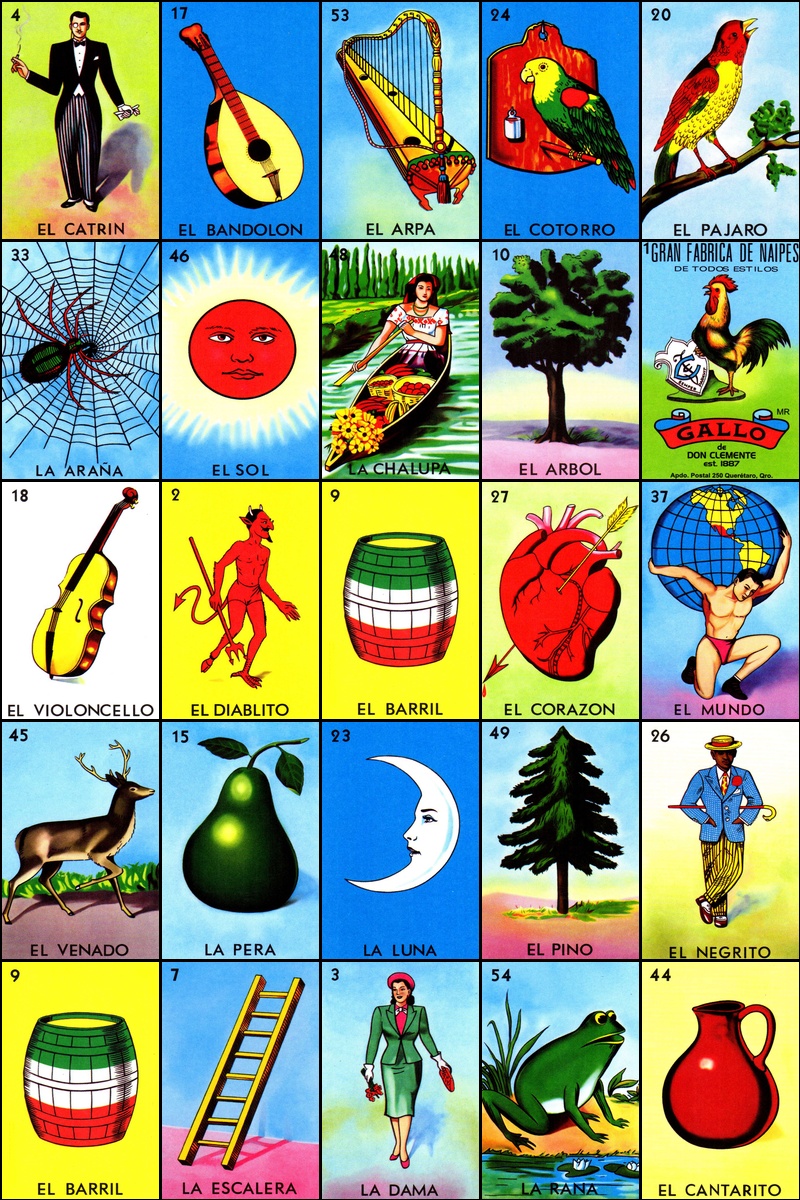 4
EL CATRIN
17
EL BANDOLON
53
EL ARPA
24
EL COTORRO
20
EL PAJARO
33
LA ARAÑA
46
EL SOL
48
LA CHALUPA
10
EL ARBOL
1
GRAN FABRICA DE NAIPES
DE TODOS ESTILOS
MR
GALLO
de
DON CLEMENTE
est. 1887
Apdo. Postal 250 Querétaro, Qro.
18
EL VIOLONCELLO
2
EL DIABLITO
9
EL BARRIL
27
EL CORAZON
37
EL MUNDO
45
EL VENADO
15
LA PERA
23
LA LUNA
49
EL PINO
26
EL NEGRITO
9
EL BARRIL
7
LA ESCALERA
3
LA DAMA
54
LA RANA
44
EL CANTARITO